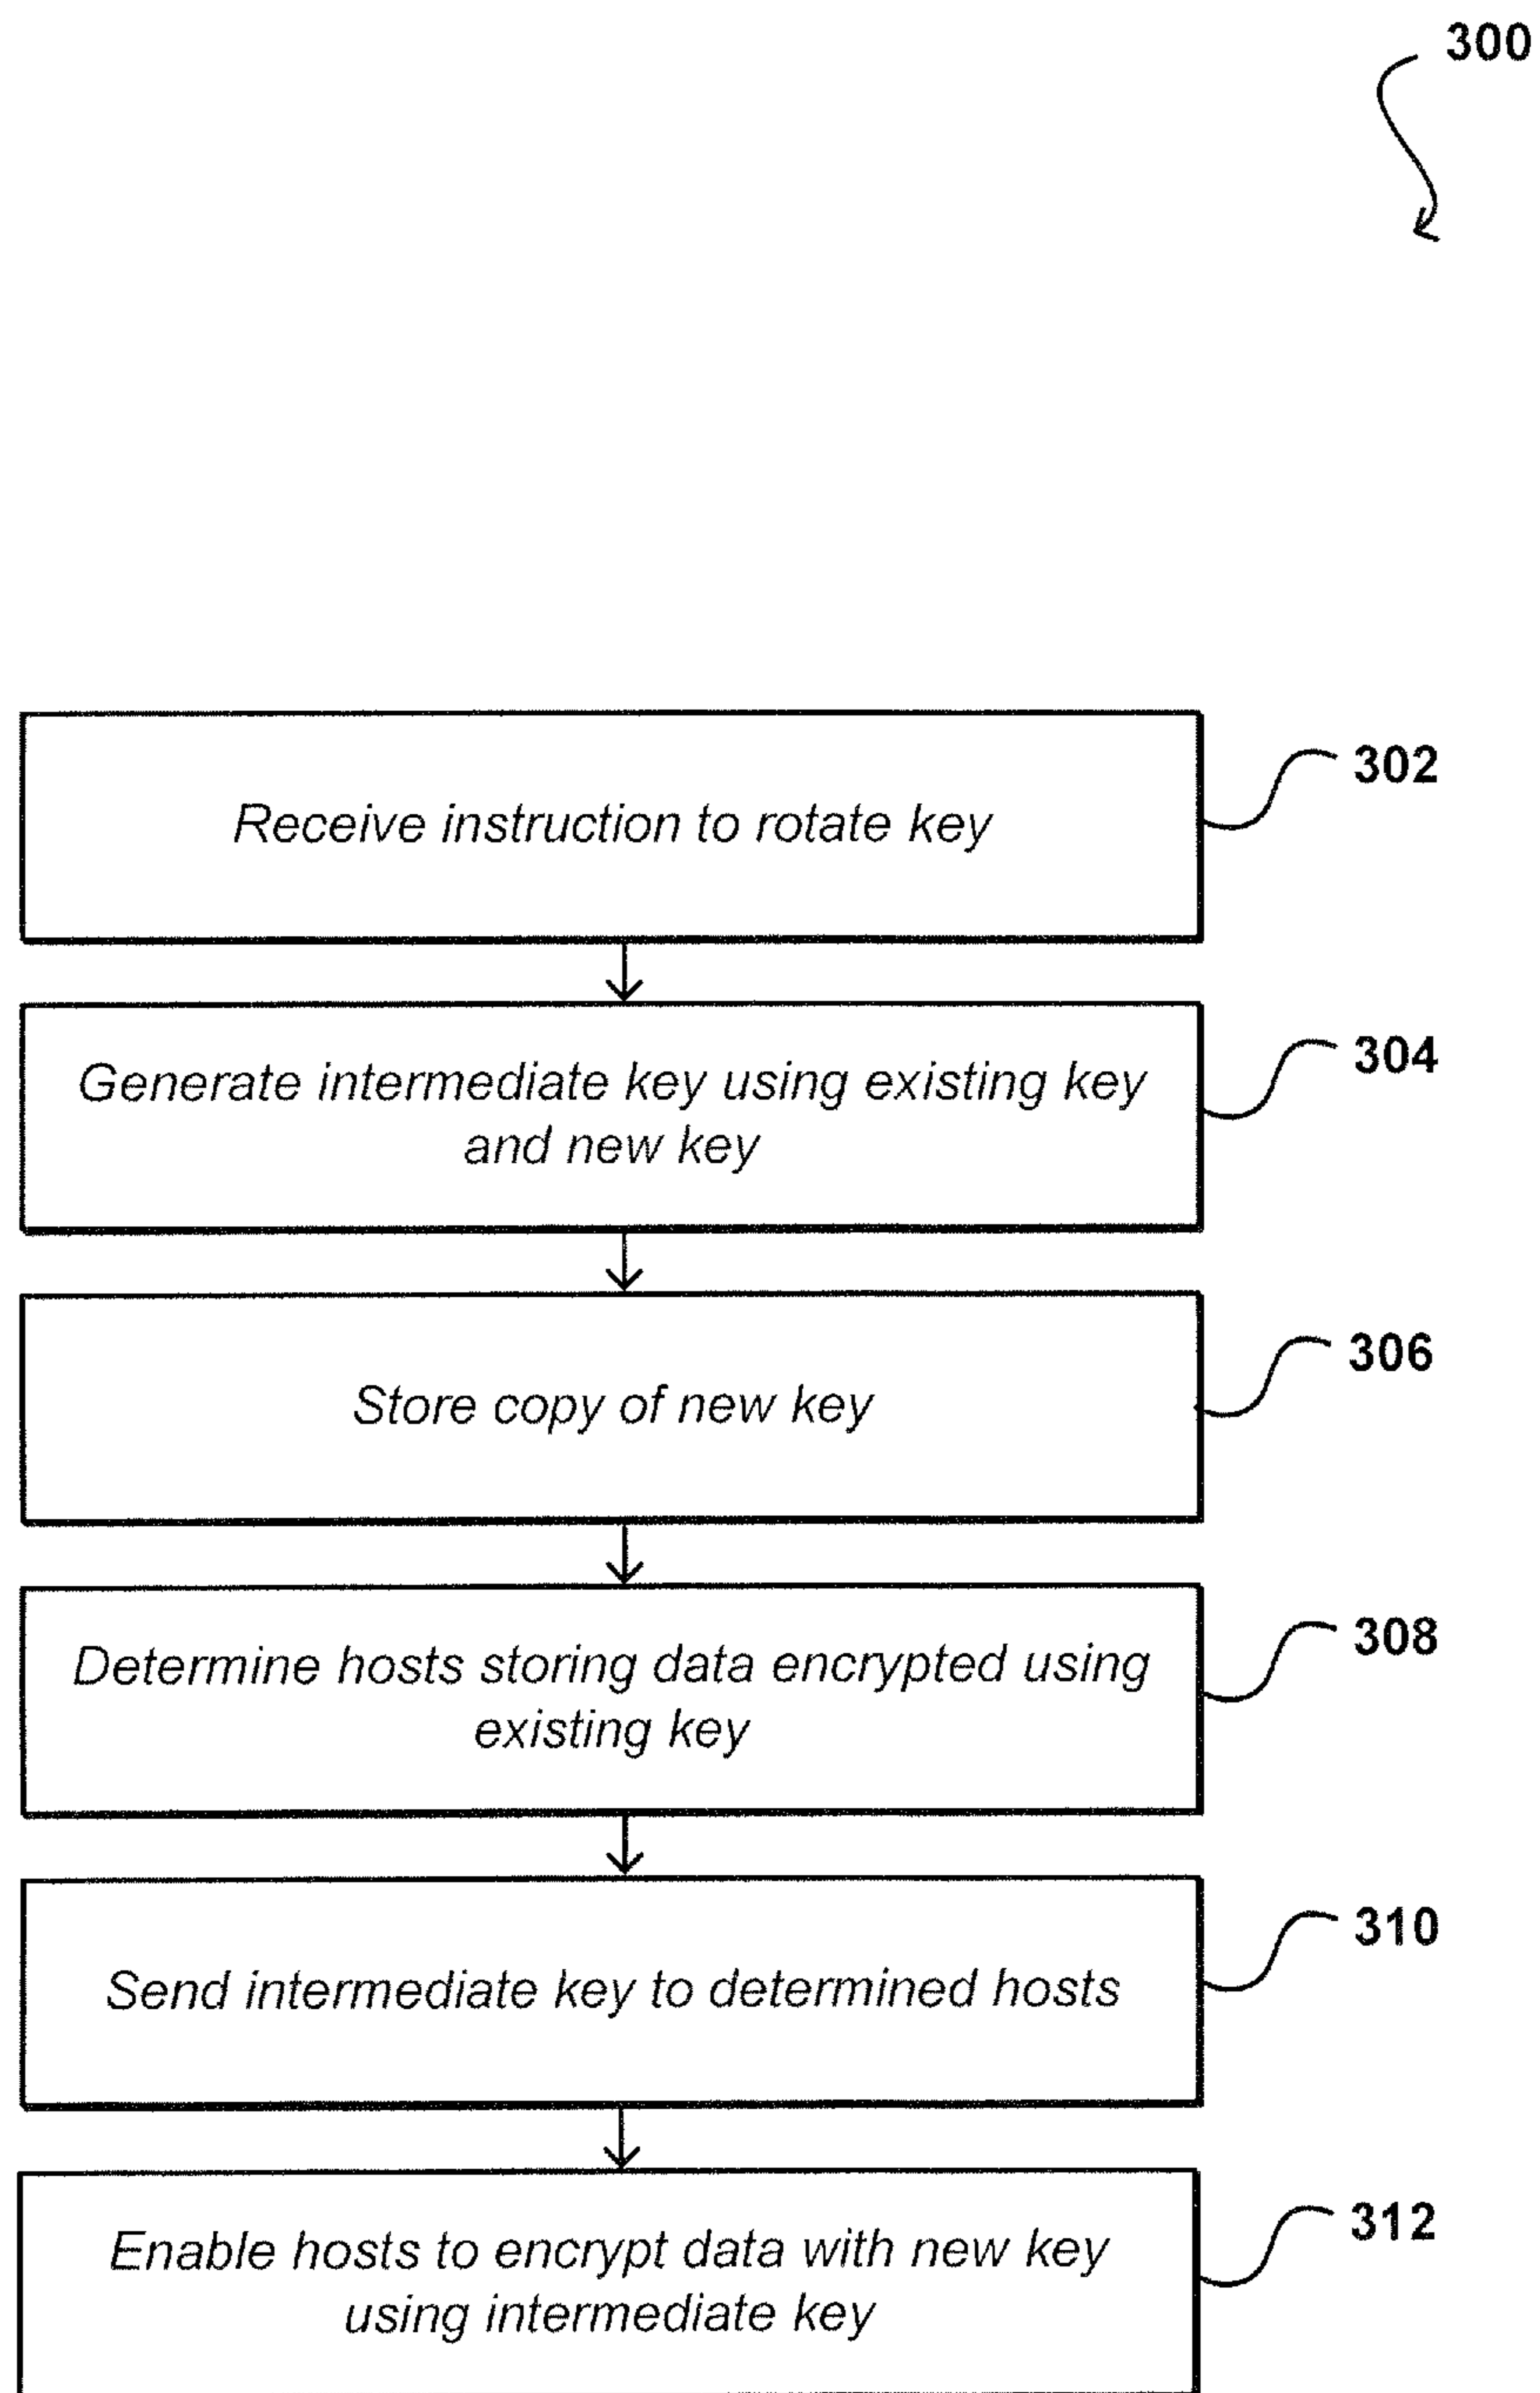 300
Receive instruction to rotate key
302
Generate intermediate key using existing key
and new key
304
Store copy of new key
306
Determine hosts storing data encrypted using
existing key
308
Send intermediate key to determined hosts
310
Enable hosts to encrypt data with new key
using intermediate key
312